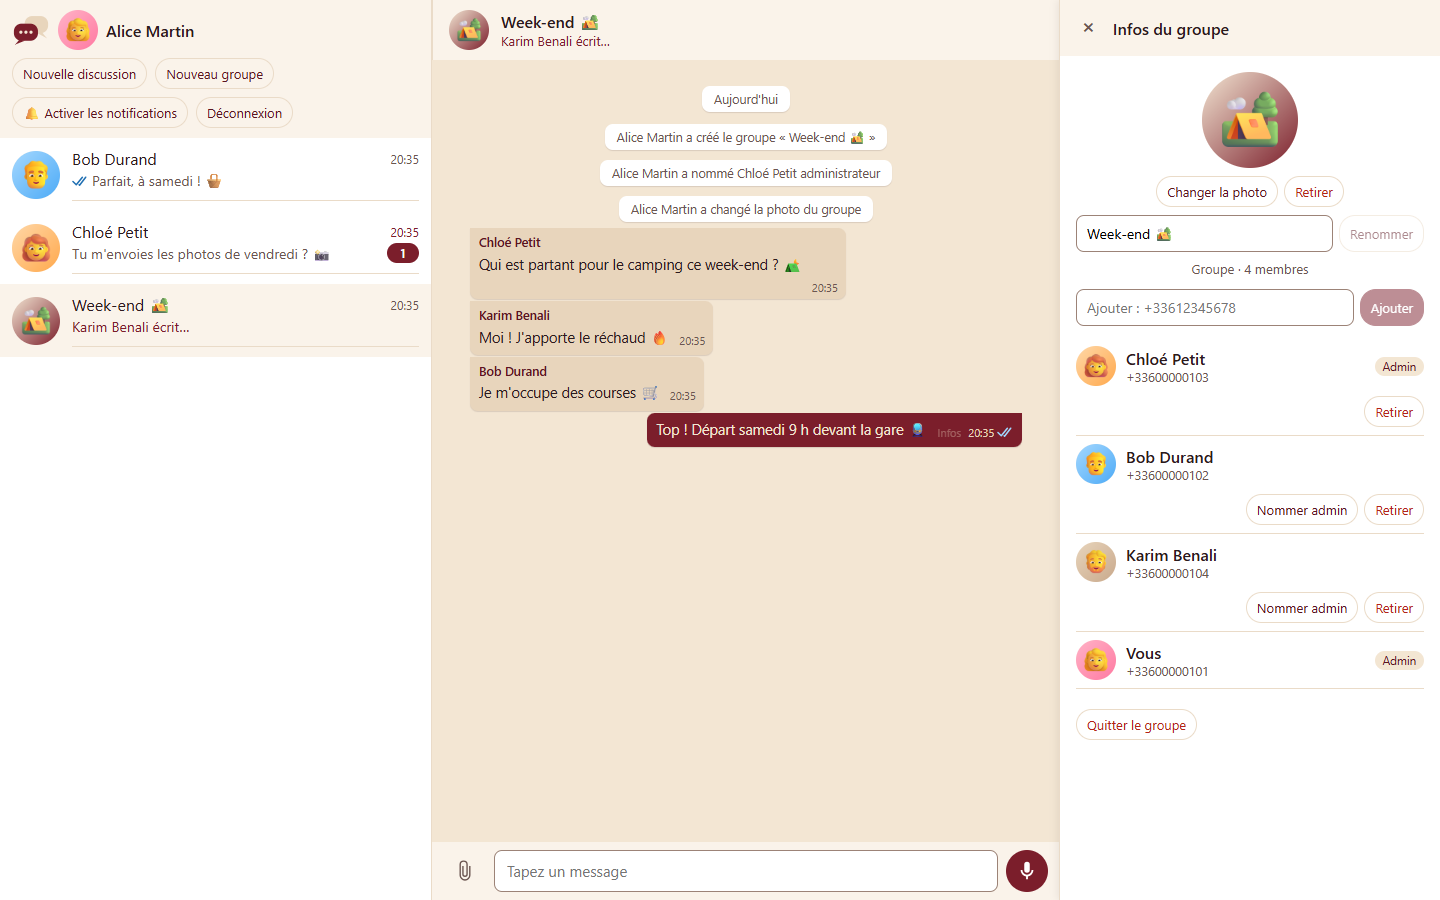 Alice Martin
Nouvelle discussion
Nouveau groupe
Activer les notifications
Déconnexion
Bob Durand
20:35
Parfait, à samedi !
Chloé Petit
20:35
Tu m'envoies les photos de vendredi ?
1
Week-end
20:35
Karim Benali écrit...
Week-end
Karim Benali écrit...
Aujourd'hui
Alice Martin a créé le groupe « Week-end 🏕️ »
Alice Martin a nommé Chloé Petit administrateur
Alice Martin a changé la photo du groupe
Chloé Petit
Qui est partant pour le camping ce week-end ?
20:35
Karim Benali
Moi ! J'apporte le réchaud 🔥 20:35
Bob Durand
Je m'occupe des courses 🛒 20:35
Top ! Départ samedi 9 h devant la gare Infos 20:35
Tapez un message
Infos du groupe
Changer la photo
Retirer
Week-end
Renommer
Groupe · 4 membres
Ajouter : +33612345678
Ajouter
Chloé Petit
+33600000103
Admin
Retirer
Bob Durand
+33600000102
Nommer admin
Retirer
Karim Benali
+33600000104
Nommer admin
Retirer
Vous
+33600000101
Admin
Quitter le groupe